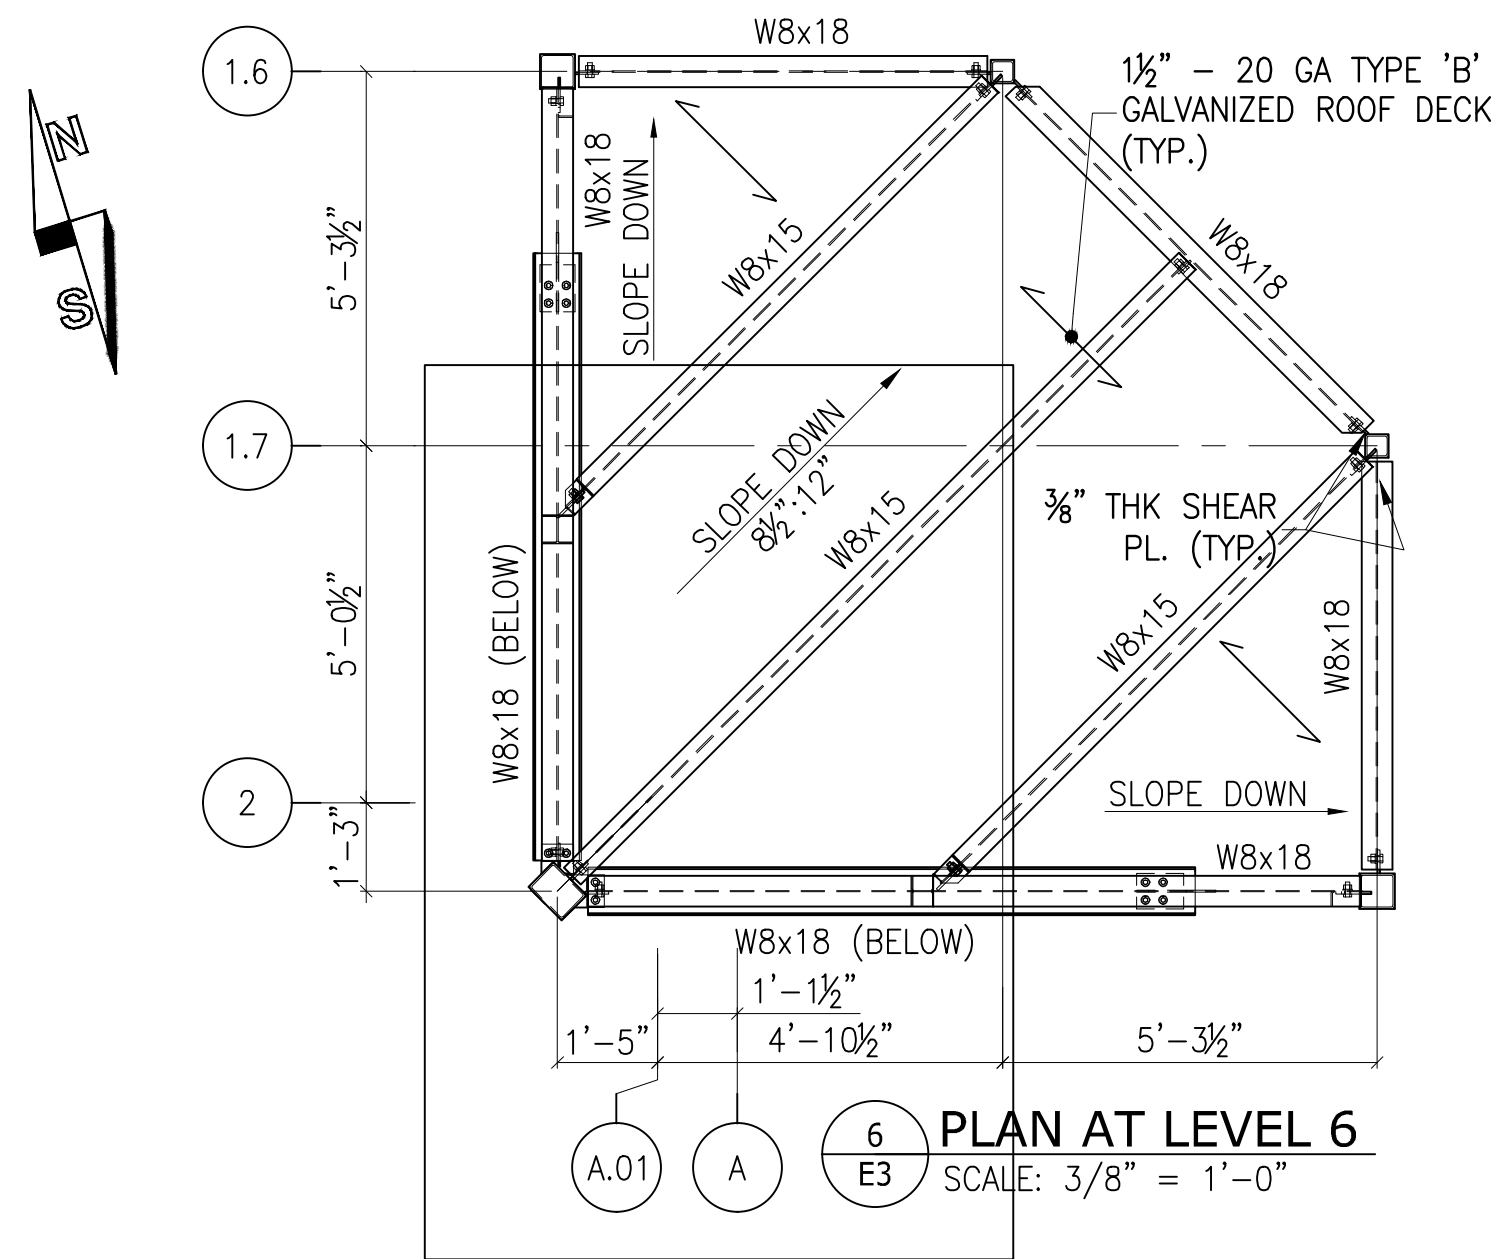 W8x18
1.6
1½” – 20 GA TYPE 'B'
GALVANIZED ROOF DECK
(TYP.)
N
S
5'–3½”
W8x18
SLOPE DOWN
W8x15
W8x18
1.7
SLOPE DOWN
8½”:12”
W8x15
⅜” THK SHEAR
PL. (TYP.)
5'–0½”
W8x18 (BELOW)
W8x15
W8x18
2
SLOPE DOWN
1'–3”
W8x18
W8x18 (BELOW)
1'–1½”
1'–5”
4'–10½”
5'–3½”
A.01
A
6
E3
PLAN AT LEVEL 6
SCALE: 3/8” = 1'–0”